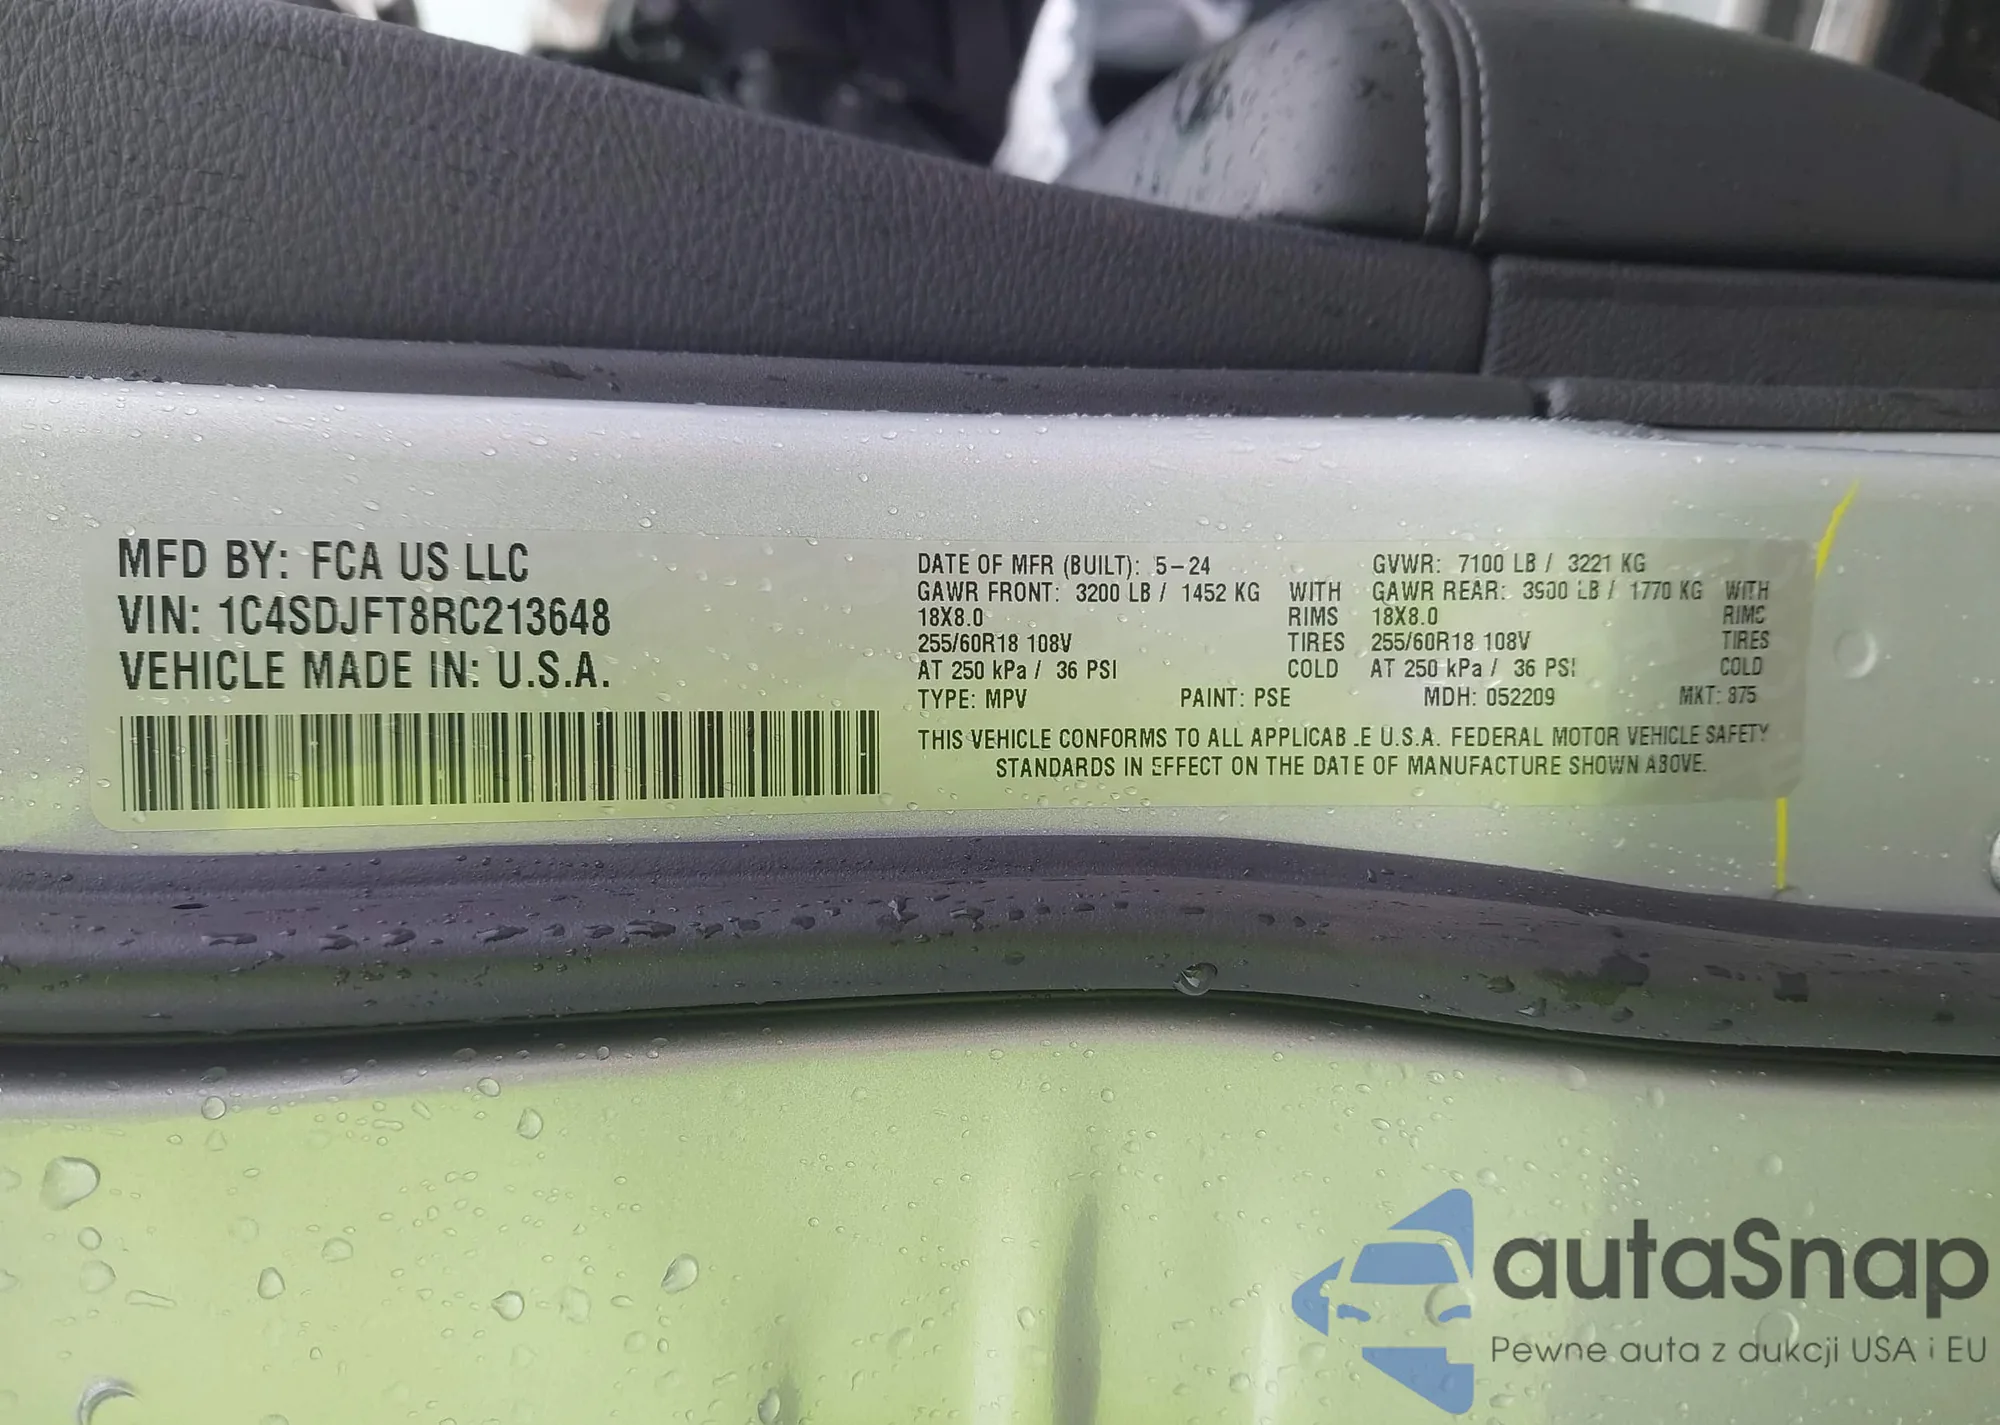 MFD BY: FCA US LLC
VIN: 1C4SDJFT8RC213648
VEHICLE MADE IN: U.S.A.
DATE OF MFR (BUILT): 5-24 GVWR: 7100 LB / 3221 KG
GAWR FRONT: 3200 LB / 1452 KG WITH GAWR REAR: 3900 LB / 1770 KG WITH
18X8.0 RIMS 18X8.0 RIMS
255/60R18 108V TIRES 255/60R18 108V TIRES
AT 250 kPa / 36 PSI COLD AT 250 kPa / 36 PSI COLD
TYPE: MPV PAINT: PSE MDH: 052209 MKT: 875
THIS VEHICLE CONFORMS TO ALL APPLICABLE U.S.A. FEDERAL MOTOR VEHICLE SAFETY
STANDARDS IN EFFECT ON THE DATE OF MANUFACTURE SHOWN ABOVE.
autaSnap
Pewne auta z aukcji USA i EU